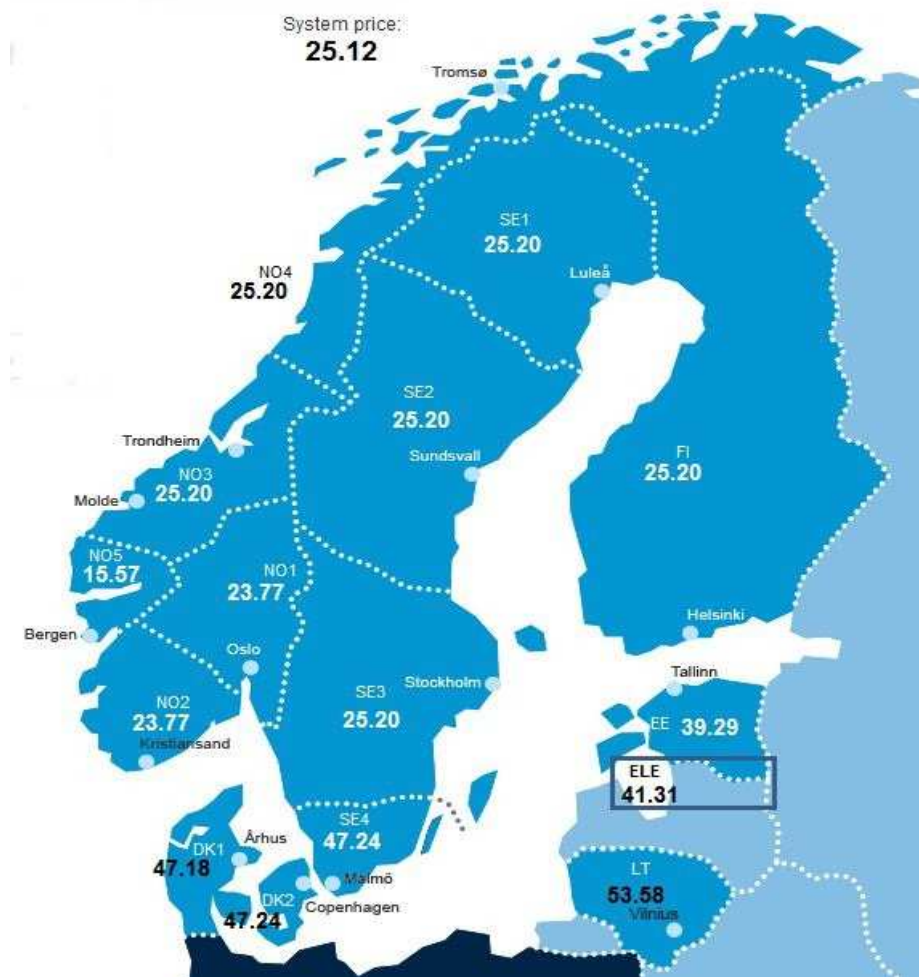 System price:
25.12
Tromsø
SE1
25.20
NO4
25.20
Luleå
SE2
25.20
Trondheim
Sundsvall
FI
25.20
NO3
25.20
Molde
NO5
15.57
NO1
23.77
Bergen
Helsinki
Oslo
Tallinn
Stockholm
SE3
25.20
NO2
23.77
EE 39.29
Kristiansand
ELE
41.31
SE4
47.24
Århus
DK1
47.18
LT
53.58
Malmö
DK2
47.24
Copenhagen
Vilnius